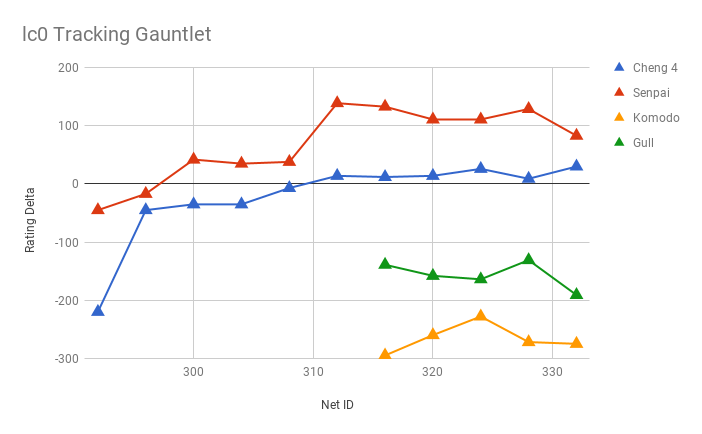 lc0 Tracking Gauntlet
Cheng 4
Senpai
Komodo
Gull
Rating Delta
200
100
0
-100
-200
-300
300
310
320
330
Net ID